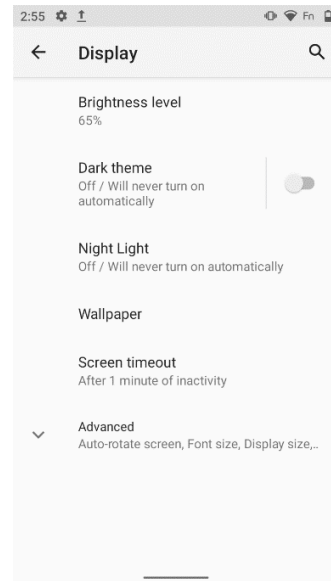 2:55 Fn
Display
Brightness level
65%
Dark theme
Off / Will never turn on
automatically
Night Light
Off / Will never turn on automatically
Wallpaper
Screen timeout
After 1 minute of inactivity
Advanced
Auto-rotate screen, Font size, Display size,..